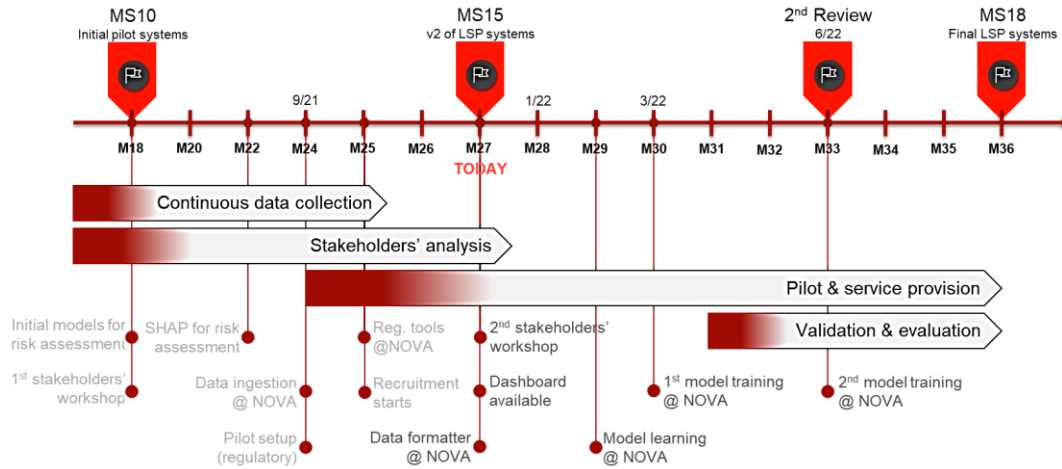 MS10
Initial pilot systems
MS15
v2 of LSP systems
2nd Review
6/22
MS18
Final LSP systems
9/21
1/22
3/22
M18
M20
M22
M24
M25
M26
M27
M28
M29
M30
M31
M32
M33
M34
M35
M36
TODAY
Continuous data collection
Stakeholders' analysis
Pilot & service provision
Validation & evaluation
Initial models for
risk assessment
SHAP for risk
assessment
Reg. tools
@NOVA
2nd stakeholders'
workshop
1st stakeholders'
workshop
Data ingestion
@ NOVA
Recruitment
starts
Dashboard
available
1st model training
@ NOVA
2nd model training
@ NOVA
Pilot setup
(regulatory)
Data formatter
@ NOVA
Model learning
@ NOVA